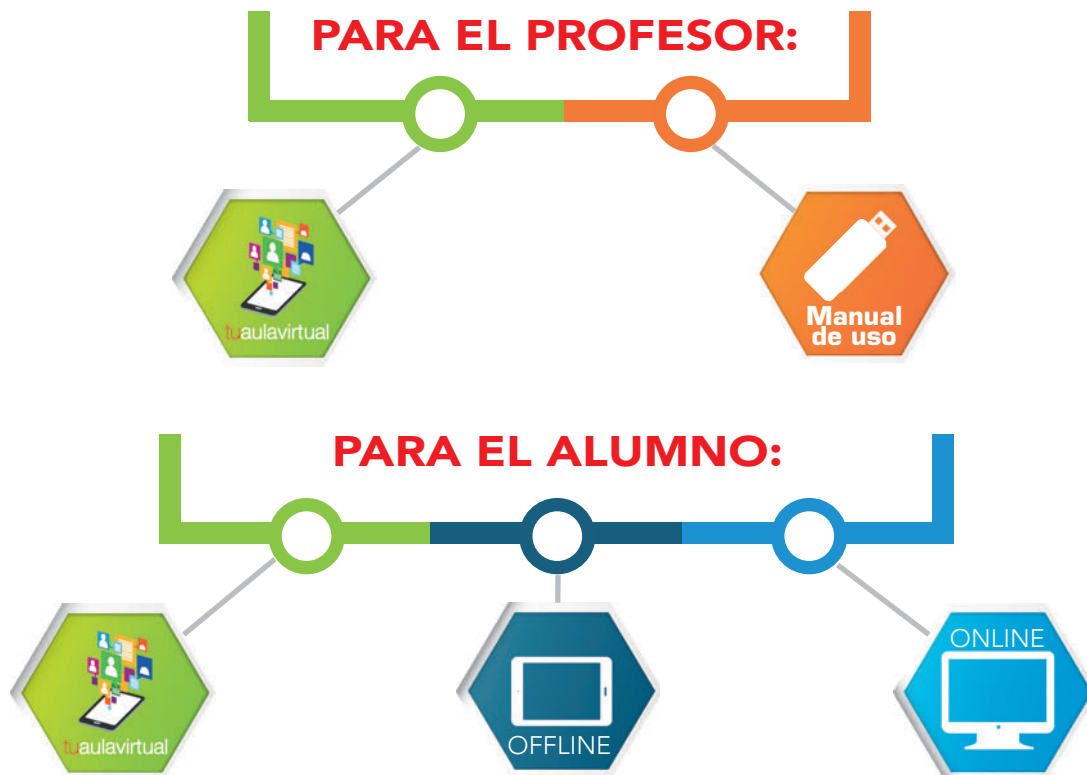 PARA EL PROFESOR:
tuaulavirtual
Manual
de uso
PARA EL ALUMNO:
tuaulavirtual
OFFLINE
ONLINE